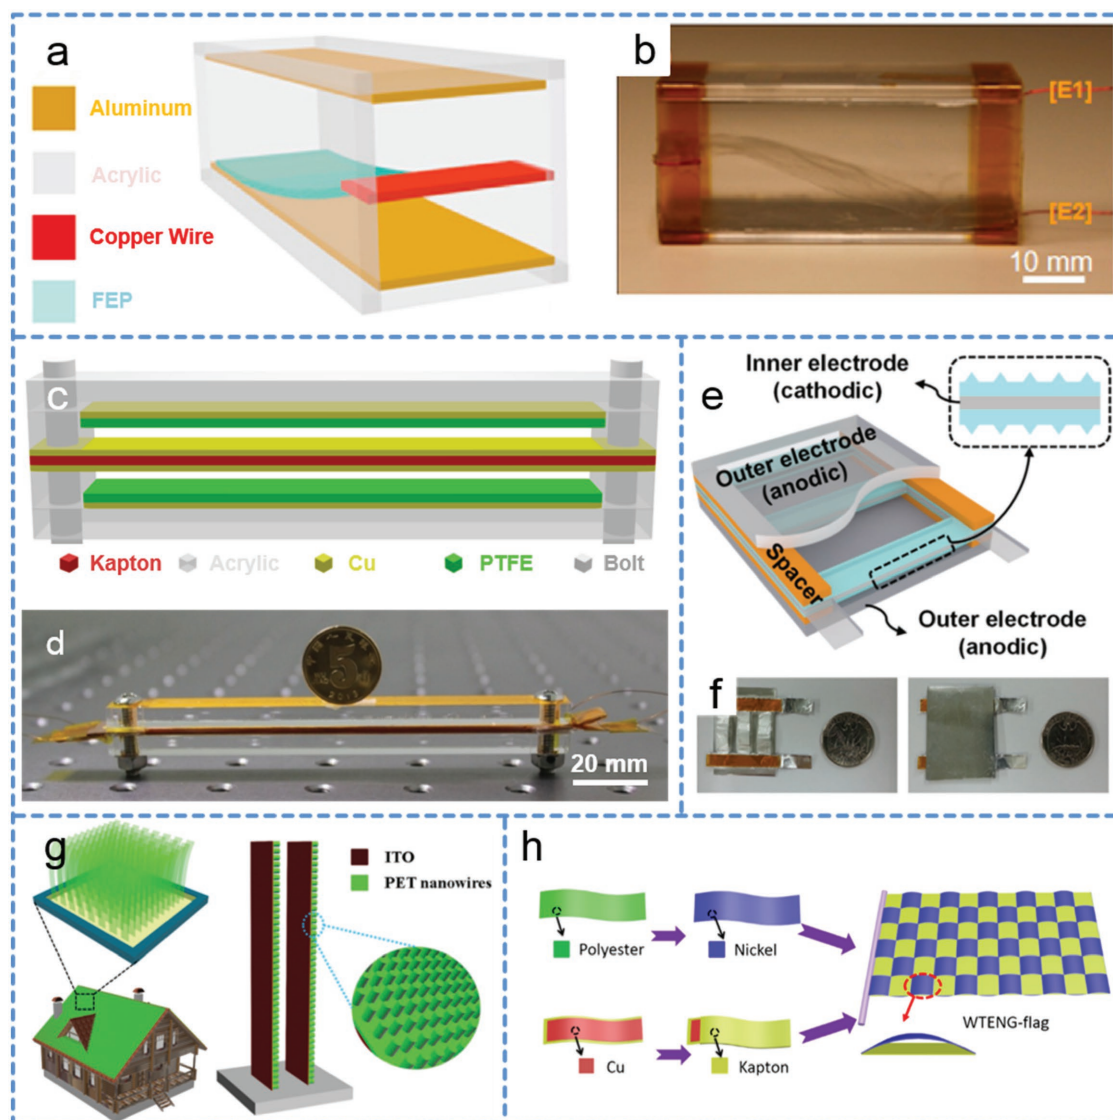 a
Aluminum
Acrylic
Copper Wire
FEP
b
[E1]
[E2]
10 mm
c
Kapton
Acrylic
Cu
PTFE
Bolt
d
5
20 mm
e
Inner electrode
(cathodic)
Outer electrode
(anodic)
Spacer
Outer electrode
(anodic)
f
g
ITO
PET nanowires
h
Polyester
Nickel
Cu
Kapton
WTENG-flag